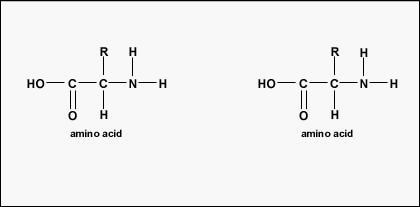 R H R H
HO C C N H HO C C N H
O H O H
amino acid amino acid